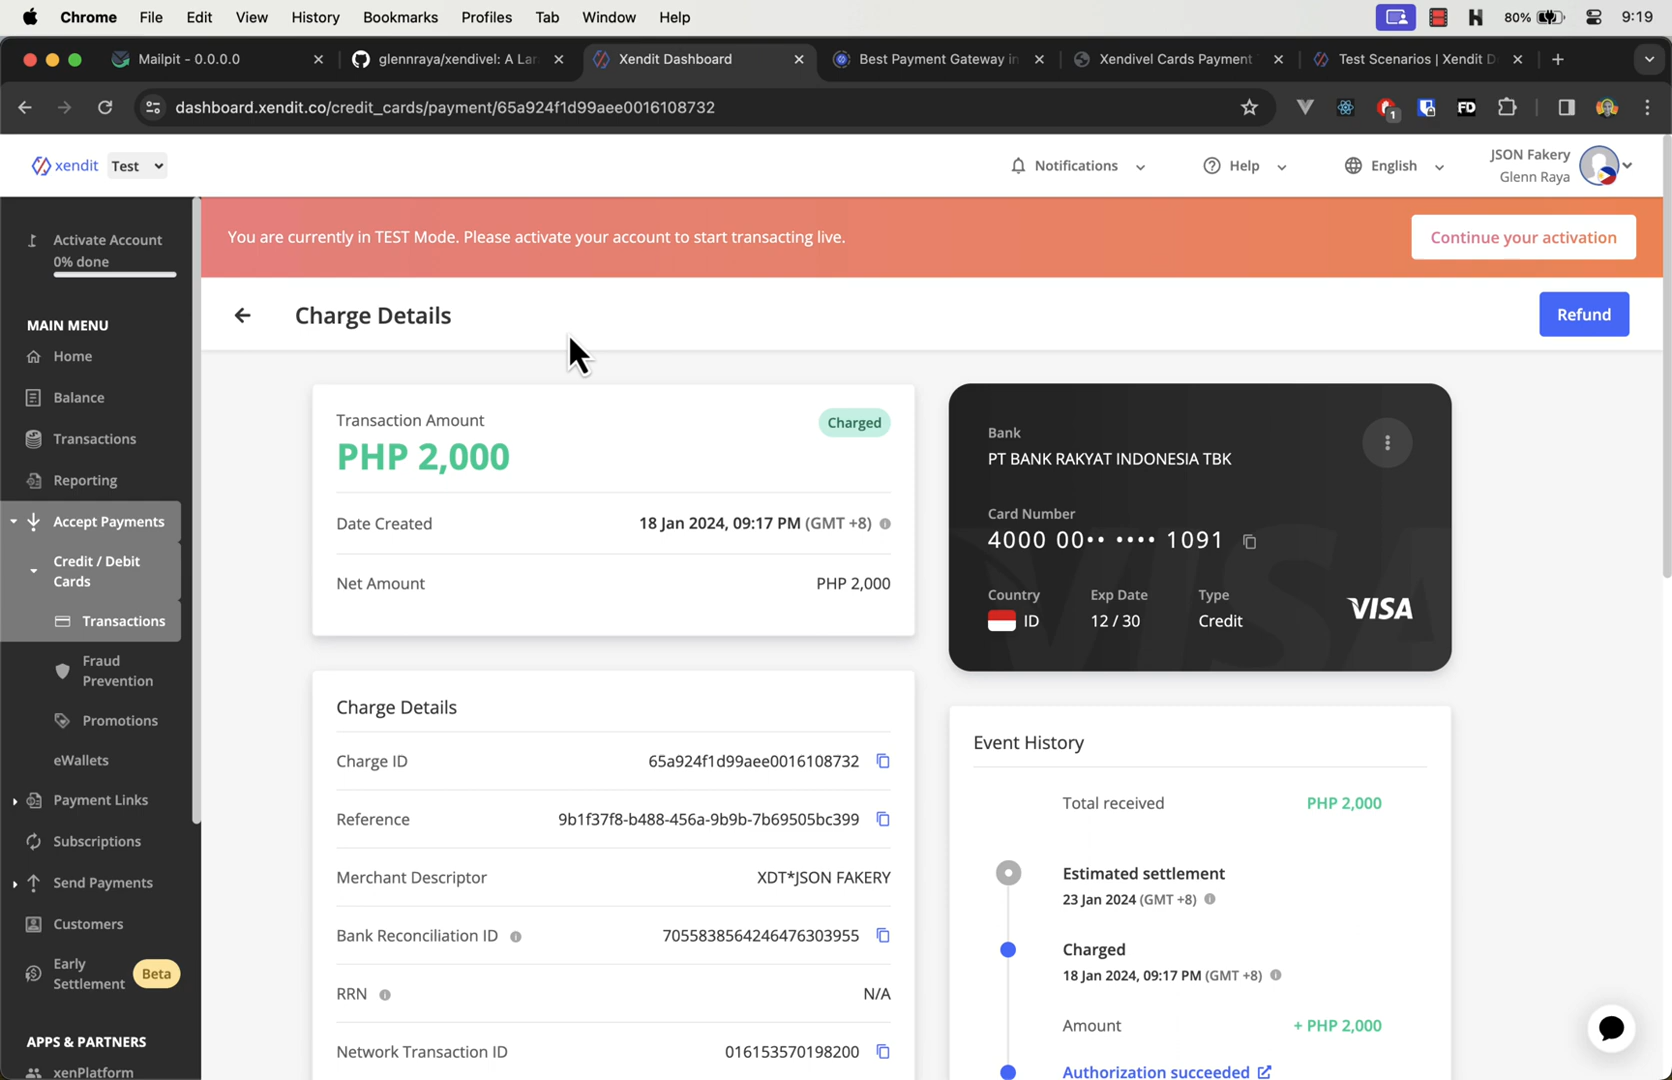 Chrome File Edit View History Bookmarks Profiles Tab Window Help 80% 9:19
Mailpit - 0.0.0.0
glennraya/xendivel: A Lar
Xendit Dashboard
Best Payment Gateway in
Xendivel Cards Payment
Test Scenarios | Xendit D
dashboard.xendit.co/credit_cards/payment/65a924f1d99aee0016108732
FD
1
xendit Test
Notifications
Help
English
JSON Fakery
Glenn Raya
Activate Account
0% done
You are currently in TEST Mode. Please activate your account to start transacting live.
Continue your activation
Charge Details
Refund
MAIN MENU
Home
Balance
Transactions
Reporting
Accept Payments
Credit / Debit
Cards
Transactions
Fraud
Prevention
Promotions
eWallets
Payment Links
Subscriptions
Send Payments
Customers
Early
Settlement
Beta
APPS & PARTNERS
xenPlatform
Transaction Amount
Charged
PHP 2,000
Date Created 18 Jan 2024, 09:17 PM (GMT +8)
Net Amount PHP 2,000
Bank
PT BANK RAKYAT INDONESIA TBK
Card Number
4000 00•• •••• 1091
Country Exp Date Type
ID 12 / 30 Credit
VISA
VISA
Charge Details
Charge ID 65a924f1d99aee0016108732
Reference 9b1f37f8-b488-456a-9b9b-7b69505bc399
Merchant Descriptor XDT*JSON FAKERY
Bank Reconciliation ID 7055838564246476303955
RRN N/A
Network Transaction ID 016153570198200
Event History
Total received PHP 2,000
Estimated settlement
23 Jan 2024 (GMT +8)
Charged
18 Jan 2024, 09:17 PM (GMT +8)
Amount + PHP 2,000
Authorization succeeded